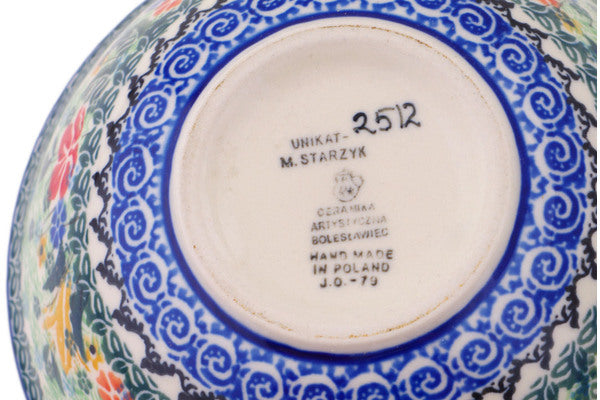 UNIKAT- 2512
M. STARZYK
CERAMIKA
ARTYSTYCZNA
BOLESŁAWIEC
HAND MADE
IN POLAND
J.O.-79